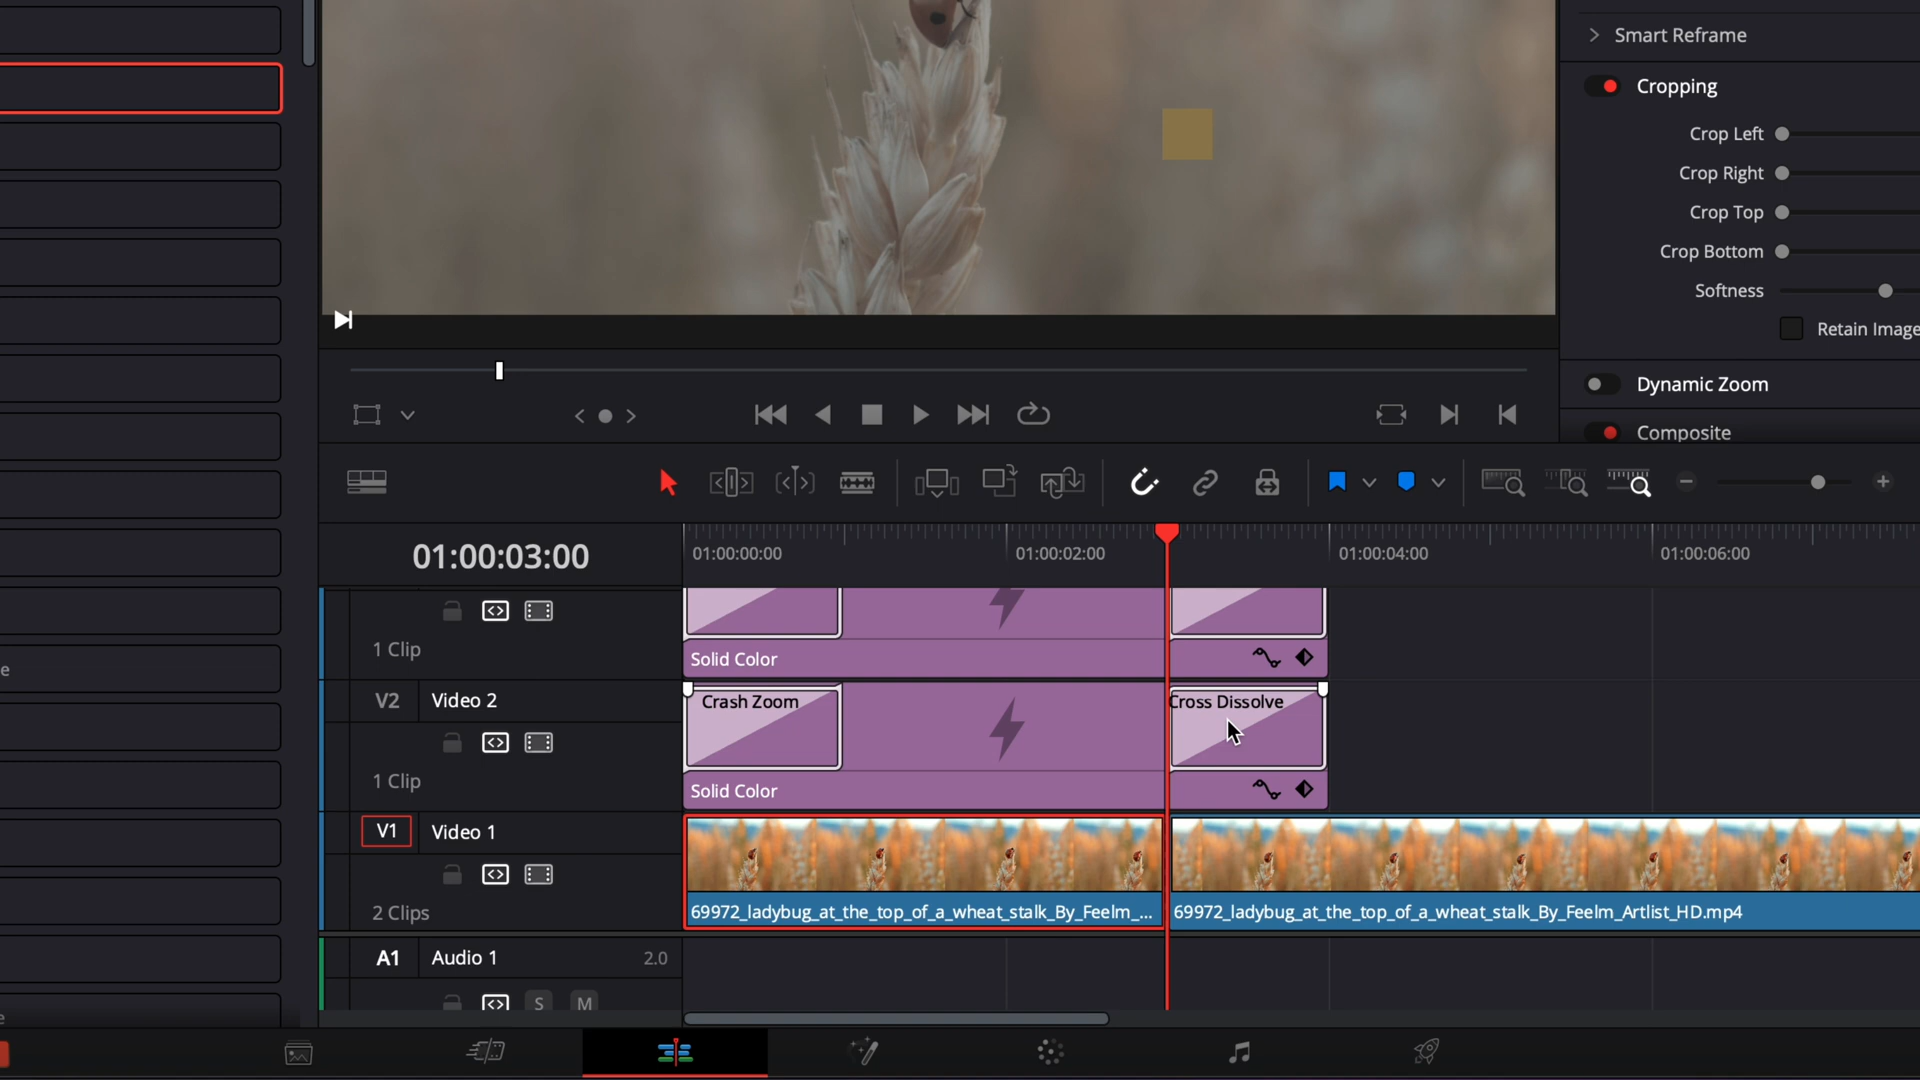 Smart Reframe
Cropping
Crop Left
Crop Right
Crop Top
Crop Bottom
Softness
Retain Image
Dynamic Zoom
Composite
01:00:03:00
01:00:00:00
01:00:02:00
01:00:04:00
01:00:06:00
1 Clip
Solid Color
V2
Video 2
1 Clip
Crash Zoom
Cross Dissolve
Solid Color
V1
Video 1
2 Clips
69972_ladybug_at_the_top_of_a_wheat_stalk_By_Feelm_...
69972_ladybug_at_the_top_of_a_wheat_stalk_By_Feelm_Artlist_HD.mp4
A1
Audio 1
2.0
S
M
e
e